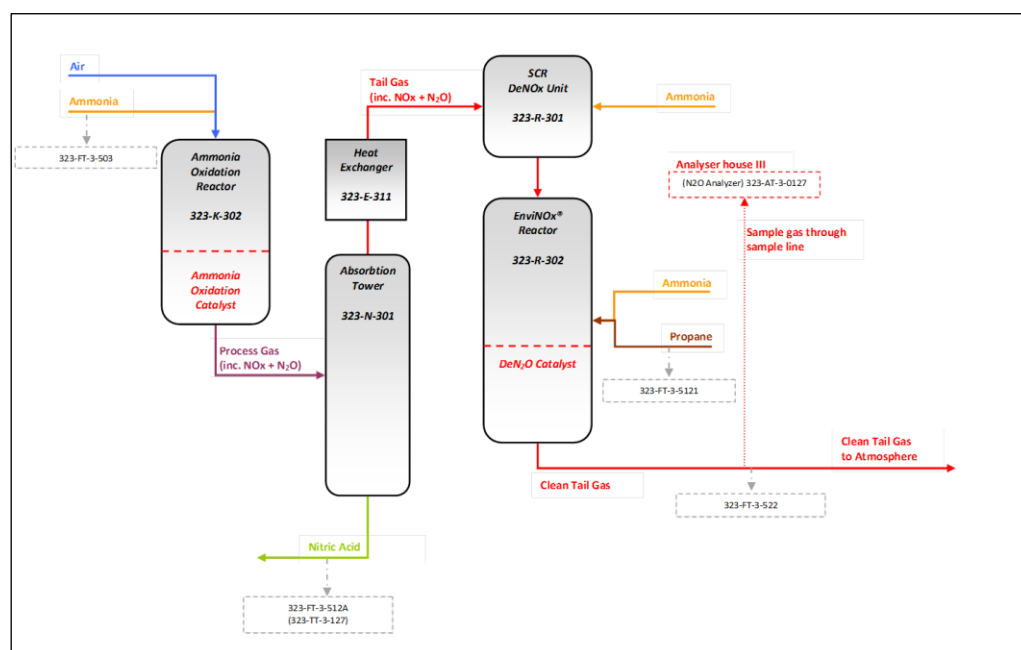 Air
Ammonia
323-FT-3-503
Ammonia
Oxidation
Reactor
323-K-302
Ammonia
Oxidation
Catalyst
Process Gas
(inc. NOx + N₂O)
Tail Gas
(inc. NOx + N₂O)
Heat
Exchanger
323-E-311
Absorbtion
Tower
323-N-301
Nitric Acid
323-FT-3-512A
(323-TT-3-127)
SCR
DeNOx Unit
323-R-301
Ammonia
EnviNOx®
Reactor
323-R-302
DeN₂O Catalyst
Ammonia
Propane
323-FT-3-5121
Analyser house III
(N2O Analyzer) 323-AT-3-0127
Sample gas through
sample line
Clean Tail Gas
Clean Tail Gas
to Atmosphere
323-FT-3-522